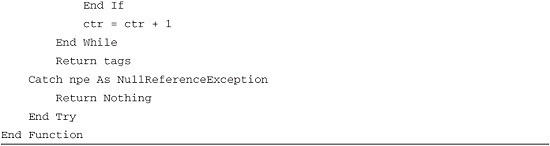 End If
            ctr = ctr + 1
        End While
        Return tags
    Catch npe As NullReferenceException
        Return Nothing
    End Try
End Function